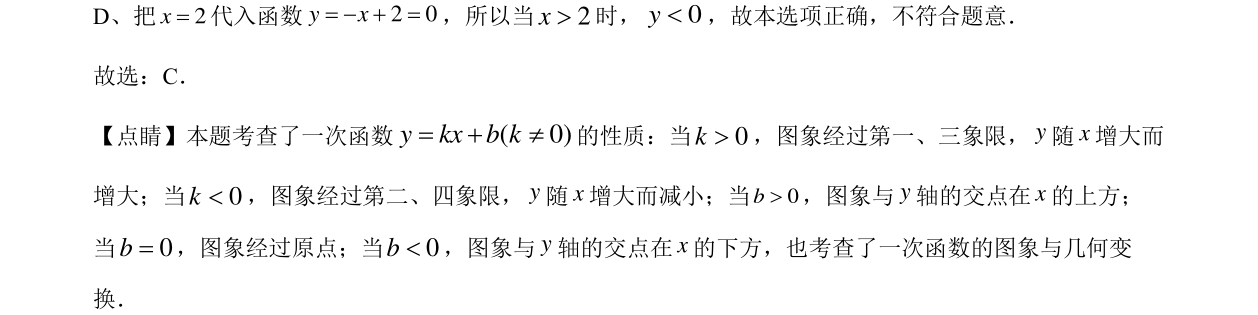 D、把 x = 2 代入函数 y = −x + 2 = 0，所以当 x > 2 时， y < 0，故本选项正确，不符合题意．
故选：C．
【点睛】本题考查了一次函数 y = kx + b(k ≠ 0) 的性质：当 k > 0，图象经过第一、三象限， y 随 x 增大而
增大；当 k < 0，图象经过第二、四象限， y 随 x 增大而减小；当 b > 0，图象与 y 轴的交点在 x 的上方；
当 b = 0，图象经过原点；当 b < 0，图象与 y 轴的交点在 x 的下方，也考查了一次函数的图象与几何变
换．